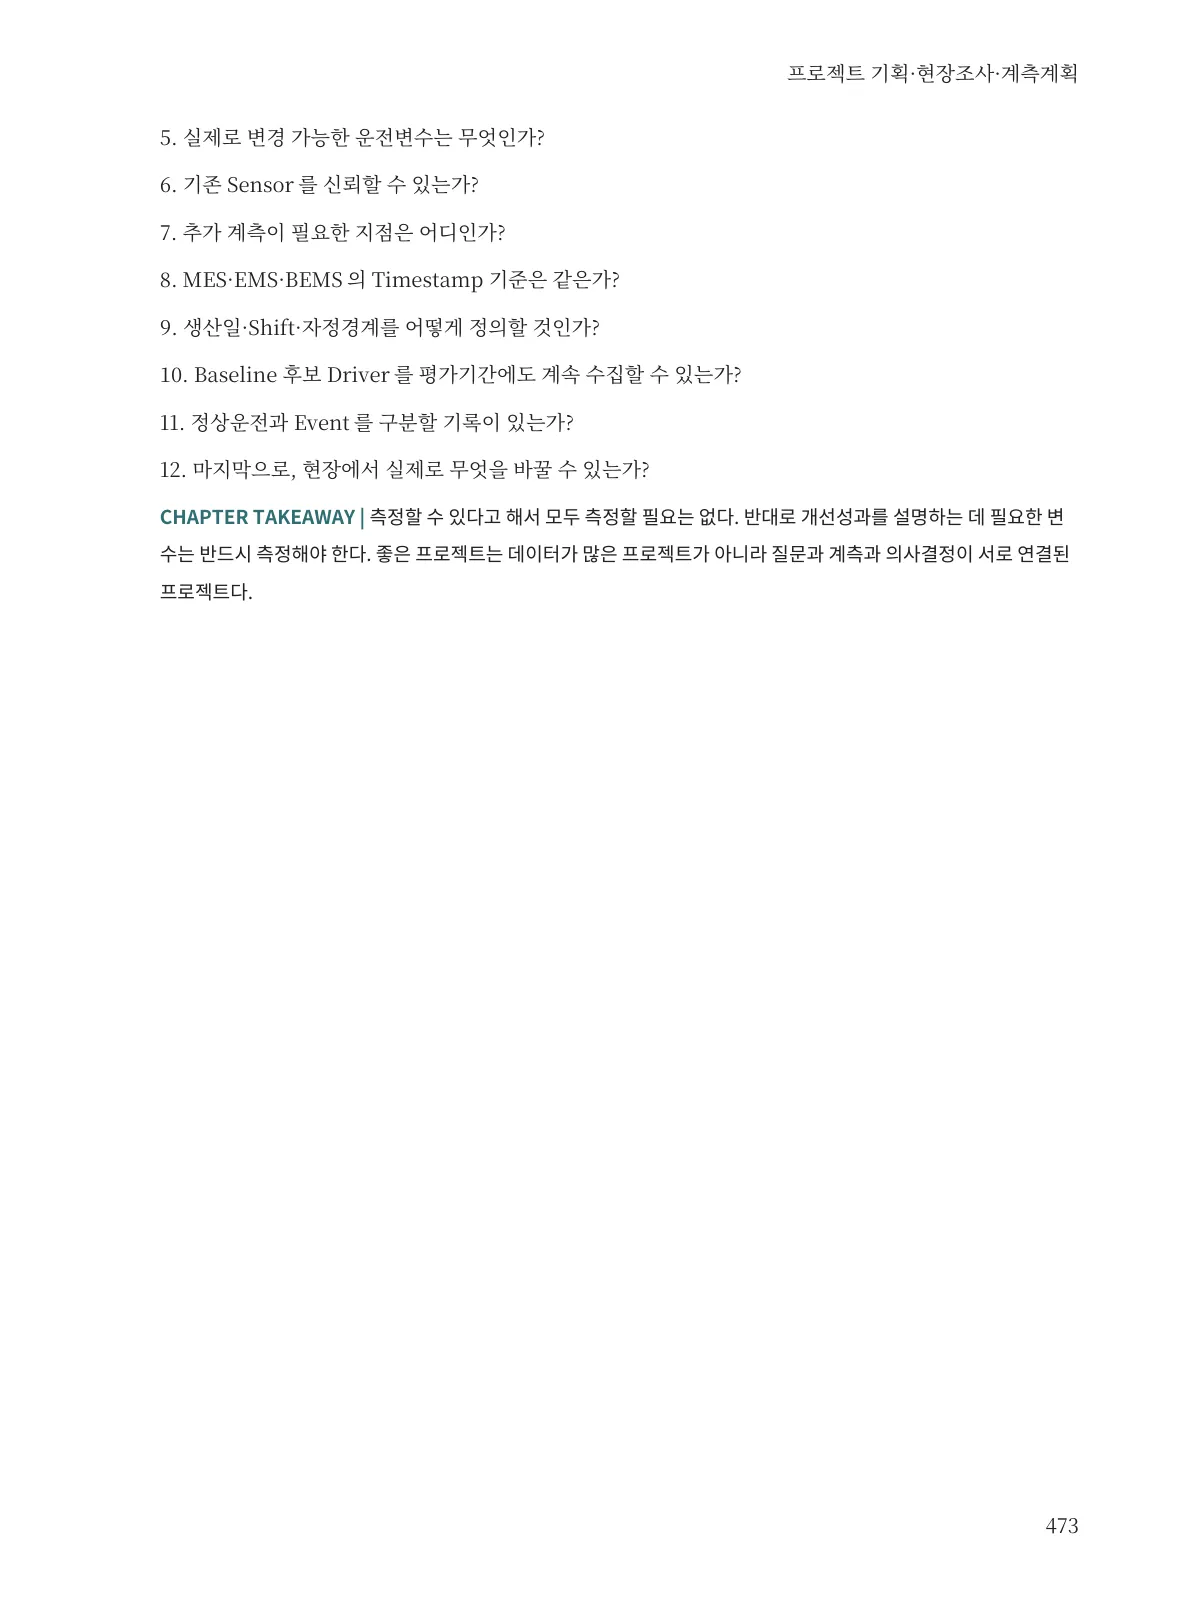 프로젝트 기획·현장조사·계측계획
5. 실제로 변경 가능한 운전변수는 무엇인가?
6. 기존 Sensor 를 신뢰할 수 있는가?
7. 추가 계측이 필요한 지점은 어디인가?
8. MES·EMS·BEMS 의 Timestamp 기준은 같은가?
9. 생산일·Shift·자정경계를 어떻게 정의할 것인가?
10. Baseline 후보 Driver 를 평가기간에도 계속 수집할 수 있는가?
11. 정상운전과 Event 를 구분할 기록이 있는가?
12. 마지막으로, 현장에서 실제로 무엇을 바꿀 수 있는가?
CHAPTER TAKEAWAY | 측정할 수 있다고 해서 모두 측정할 필요는 없다. 반대로 개선성과를 설명하는 데 필요한 변
수는 반드시 측정해야 한다. 좋은 프로젝트는 데이터가 많은 프로젝트가 아니라 질문과 계측과 의사결정이 서로 연결된
프로젝트다.
473